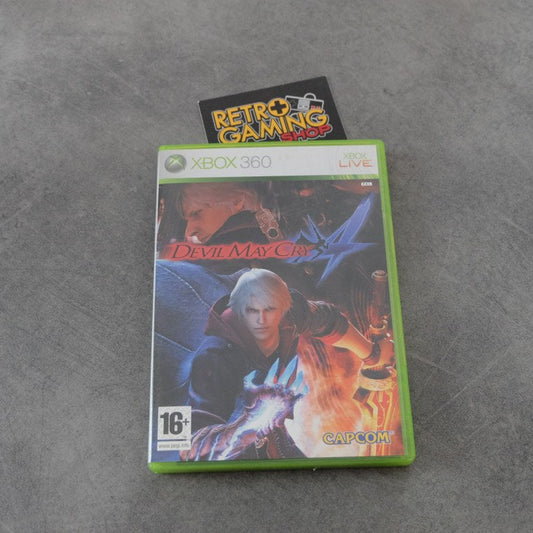 RETRO
GAMING
SHOP
XBOX 360
XBOX
LIVE
DEVIL MAY CRY 4
16+
www.pegi.info
CAPCOM